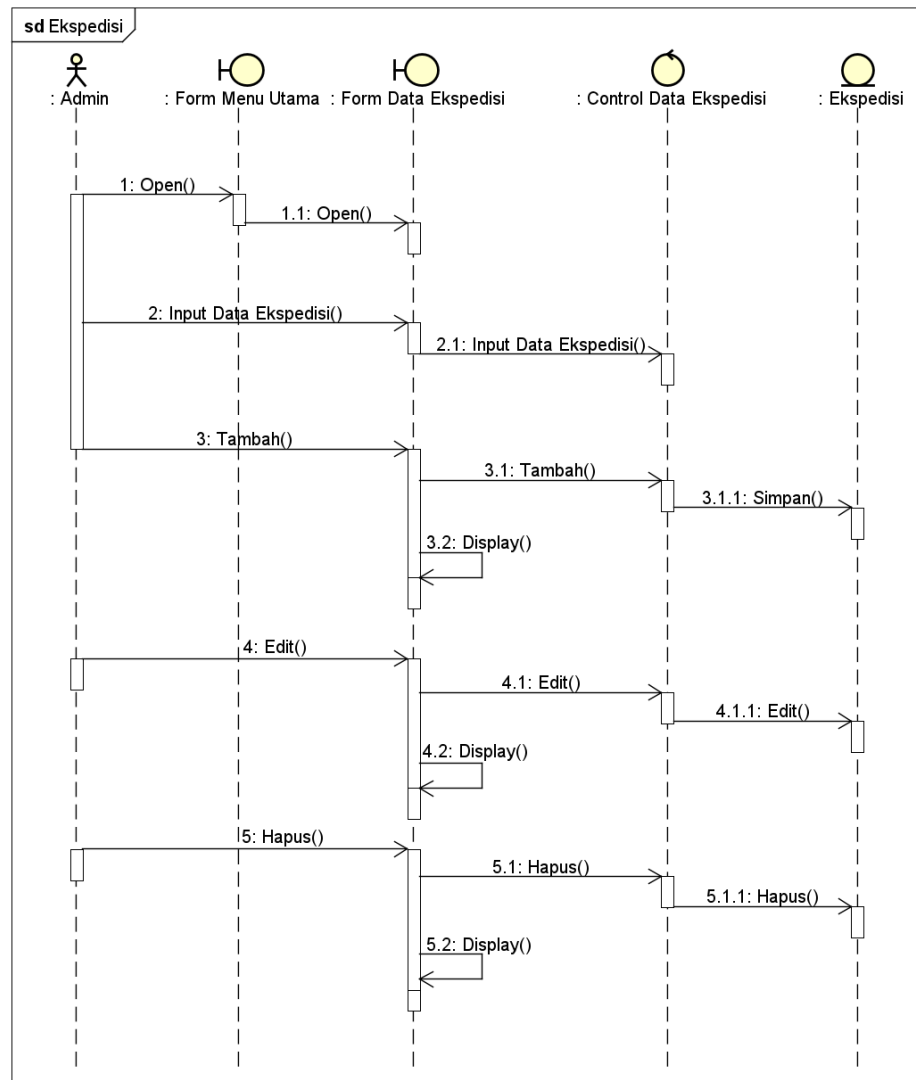 sd Ekspedisi
: Admin
: Form Menu Utama
: Form Data Ekspedisi
: Control Data Ekspedisi
: Ekspedisi
1: Open()
1.1: Open()
2: Input Data Ekspedisi()
2.1: Input Data Ekspedisi()
3: Tambah()
3.1: Tambah()
3.1.1: Simpan()
3.2: Display()
4: Edit()
4.1: Edit()
4.1.1: Edit()
4.2: Display()
5: Hapus()
5.1: Hapus()
5.1.1: Hapus()
5.2: Display()